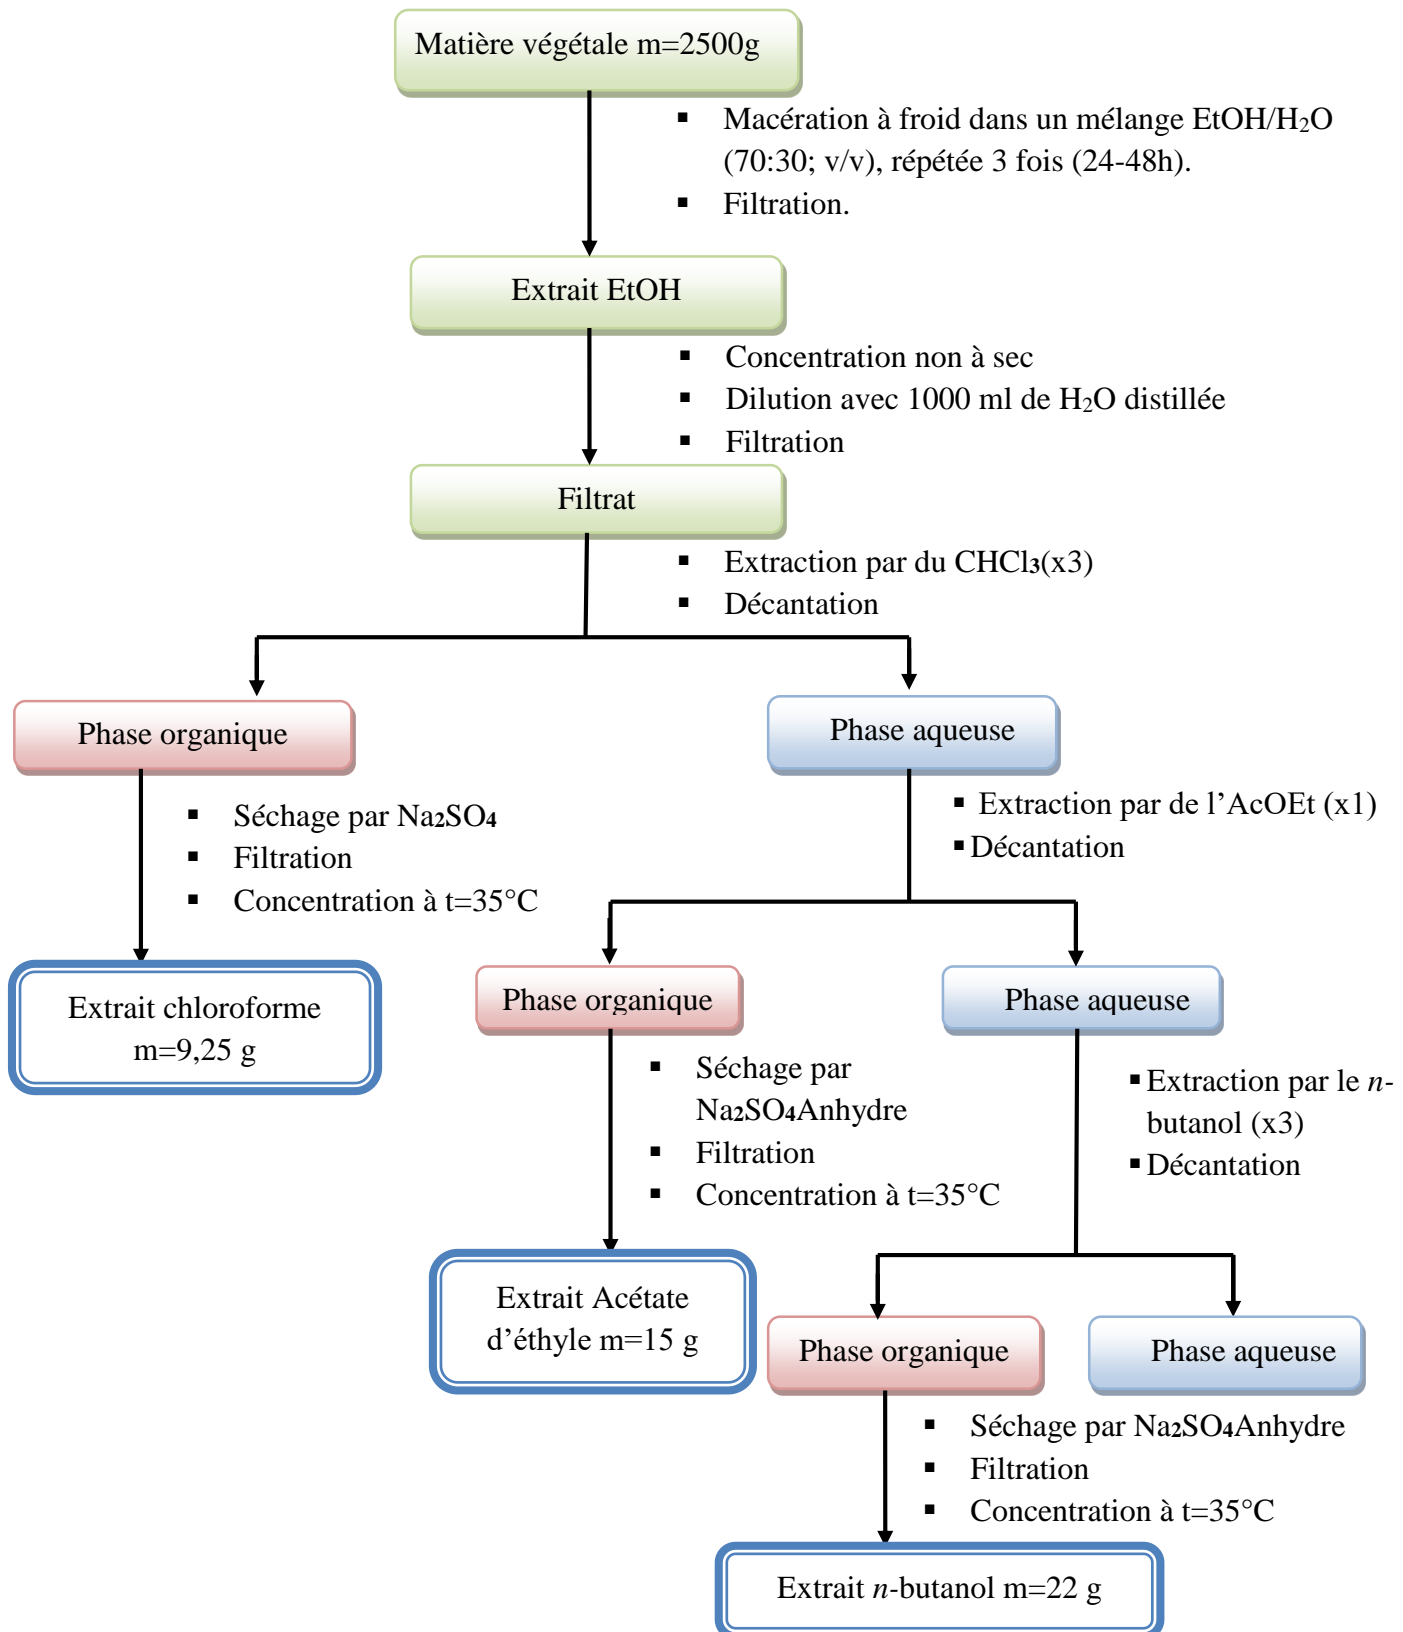 Matière végétale m=2500g
▪ Macération à froid dans un mélange EtOH/H₂O
(70:30; v/v), répétée 3 fois (24-48h).
▪ Filtration.
Extrait EtOH
▪ Concentration non à sec
▪ Dilution avec 1000 ml de H₂O distillée
▪ Filtration
Filtrat
▪ Extraction par du CHCl₃(x3)
▪ Décantation
Phase organique
Phase aqueuse
▪ Séchage par Na₂SO₄
▪ Filtration
▪ Concentration à t=35°C
▪ Extraction par de l’AcOEt (x1)
▪ Décantation
Extrait chloroforme
m=9,25 g
Phase organique
Phase aqueuse
▪ Séchage par
Na₂SO₄Anhydre
▪ Filtration
▪ Concentration à t=35°C
▪ Extraction par le n-
butanol (x3)
▪ Décantation
Extrait Acétate
d’éthyle m=15 g
Phase organique
Phase aqueuse
▪ Séchage par Na₂SO₄Anhydre
▪ Filtration
▪ Concentration à t=35°C
Extrait n-butanol m=22 g